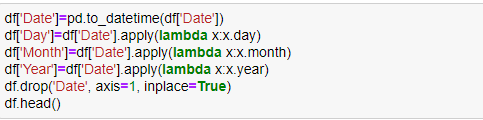 df['Date']=pd.to_datetime(df['Date'])
df['Day']=df['Date'].apply(lambda x:x.day)
df['Month']=df['Date'].apply(lambda x:x.month)
df['Year']=df['Date'].apply(lambda x:x.year)
df.drop('Date', axis=1, inplace=True)
df.head()